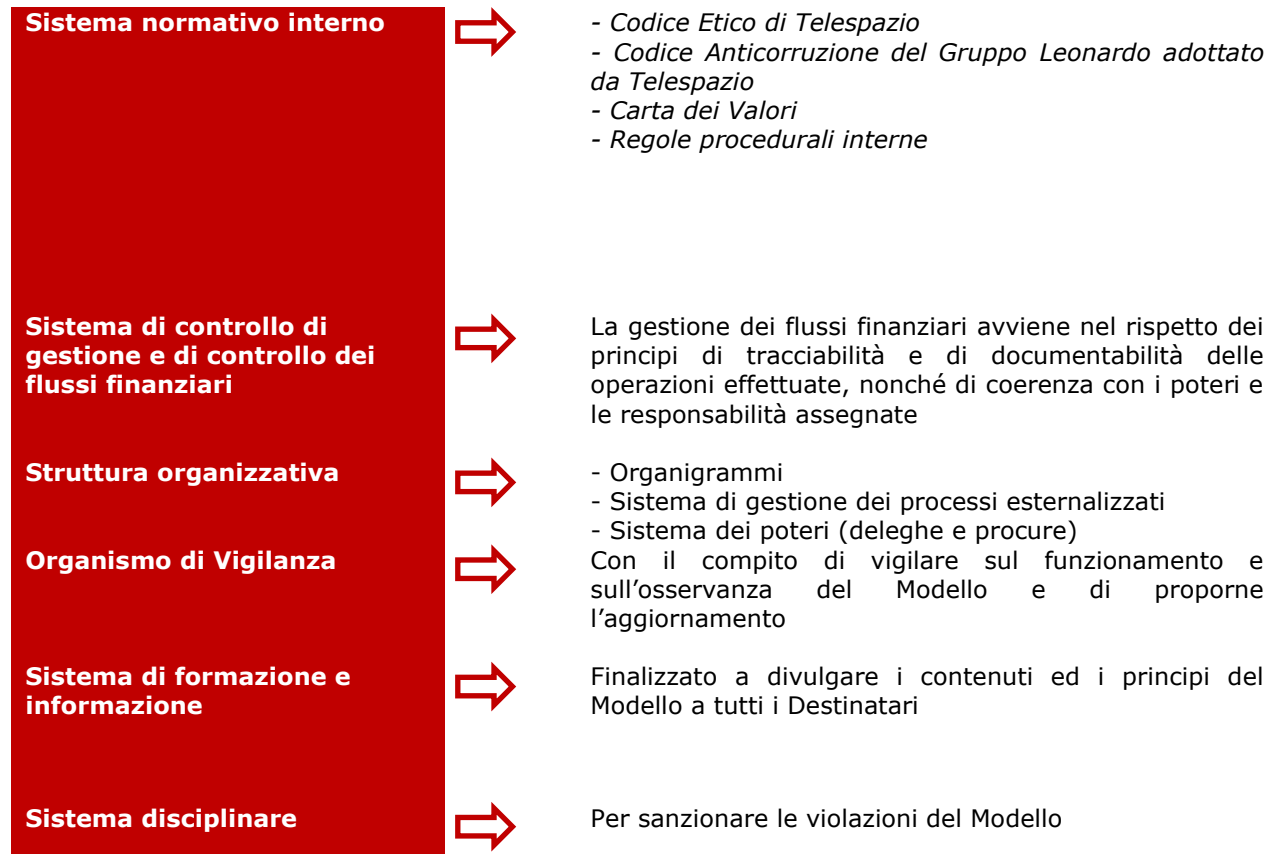 Sistema normativo interno
- Codice Etico di Telespazio
- Codice Anticorruzione del Gruppo Leonardo adottato
da Telespazio
- Carta dei Valori
- Regole procedurali interne
Sistema di controllo di
gestione e di controllo dei
flussi finanziari
La gestione dei flussi finanziari avviene nel rispetto dei
principi di tracciabilità e di documentabilità delle
operazioni effettuate, nonché di coerenza con i poteri e
le responsabilità assegnate
Struttura organizzativa
- Organigrammi
- Sistema di gestione dei processi esternalizzati
- Sistema dei poteri (deleghe e procure)
Organismo di Vigilanza
Con il compito di vigilare sul funzionamento e
sull’osservanza del Modello e di proporne
l’aggiornamento
Sistema di formazione e
informazione
Finalizzato a divulgare i contenuti ed i principi del
Modello a tutti i Destinatari
Sistema disciplinare
Per sanzionare le violazioni del Modello